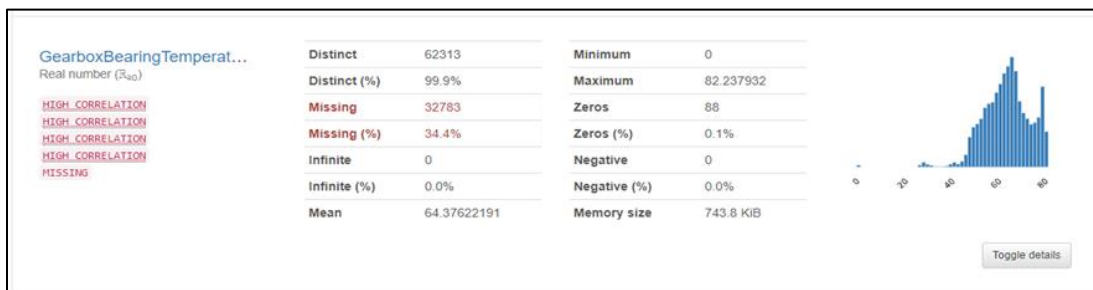 GearboxBearingTemperat...
Real number (ℝ≥0)
HIGH CORRELATION
HIGH CORRELATION
HIGH CORRELATION
HIGH CORRELATION
MISSING
Distinct 62313
Distinct (%) 99.9%
Missing 32783
Missing (%) 34.4%
Infinite 0
Infinite (%) 0.0%
Mean 64.37622191
Minimum 0
Maximum 82.237932
Zeros 88
Zeros (%) 0.1%
Negative 0
Negative (%) 0.0%
Memory size 743.8 KiB
0 20 40 60 80
Toggle details